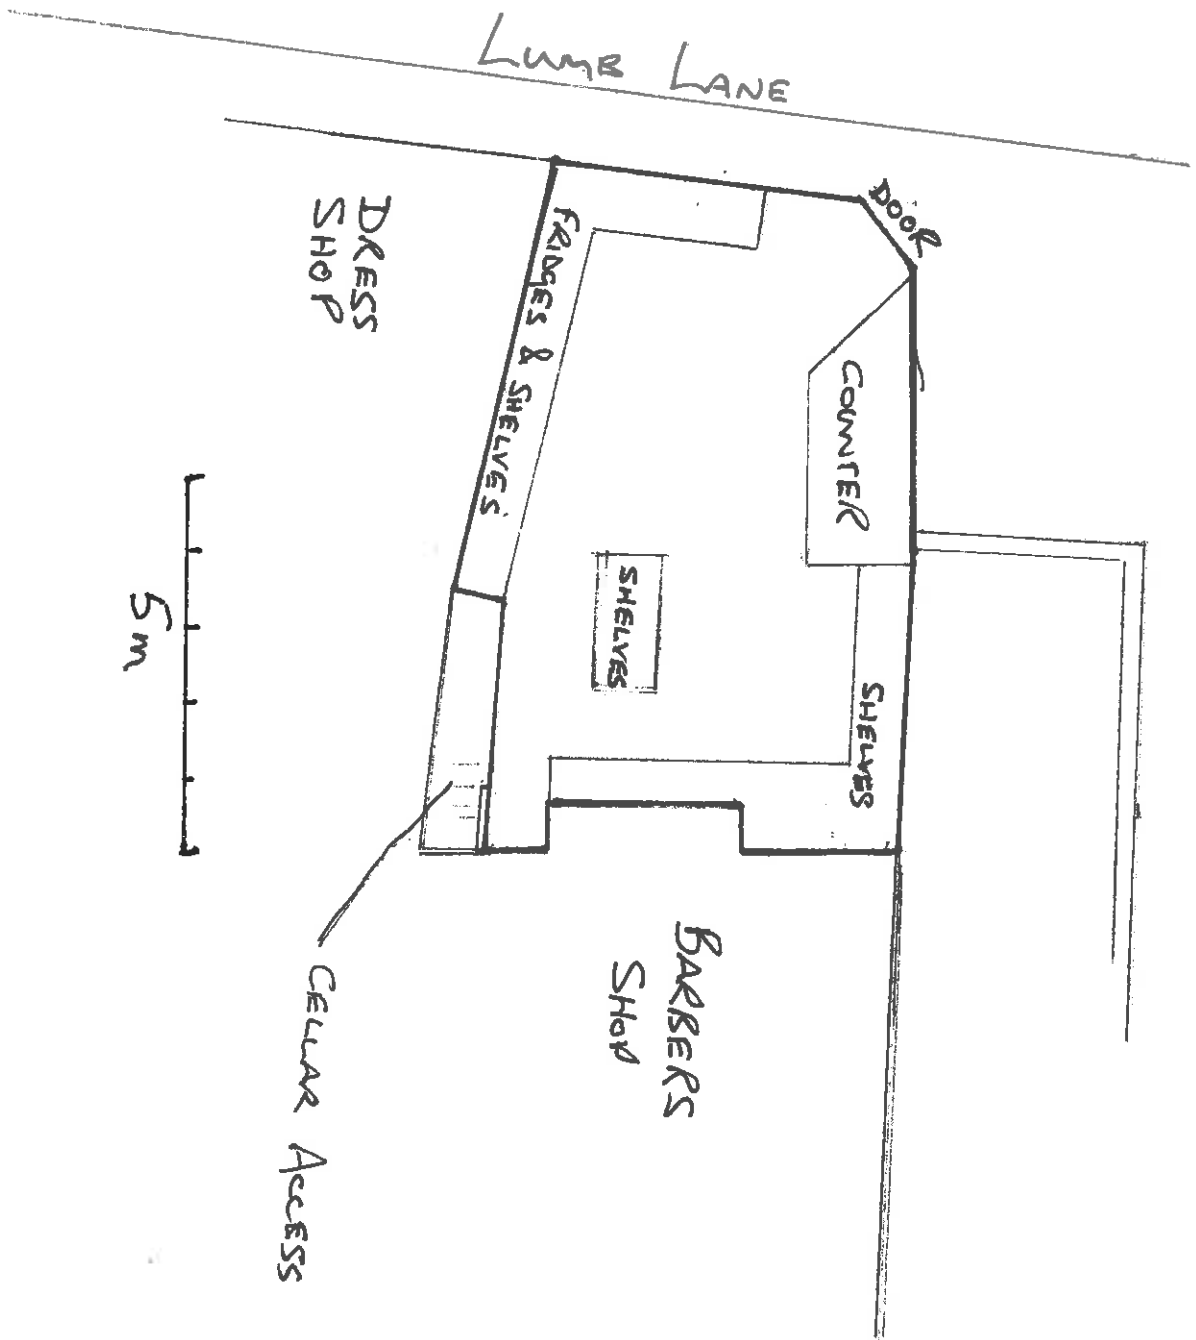 LUMB LANE
DOOR
DRESS
SHOP
FRIDGES & SHELVES
COUNTER
SHELVES
SHELVES
5m
BARBERS
SHOP
CELLAR ACCESS